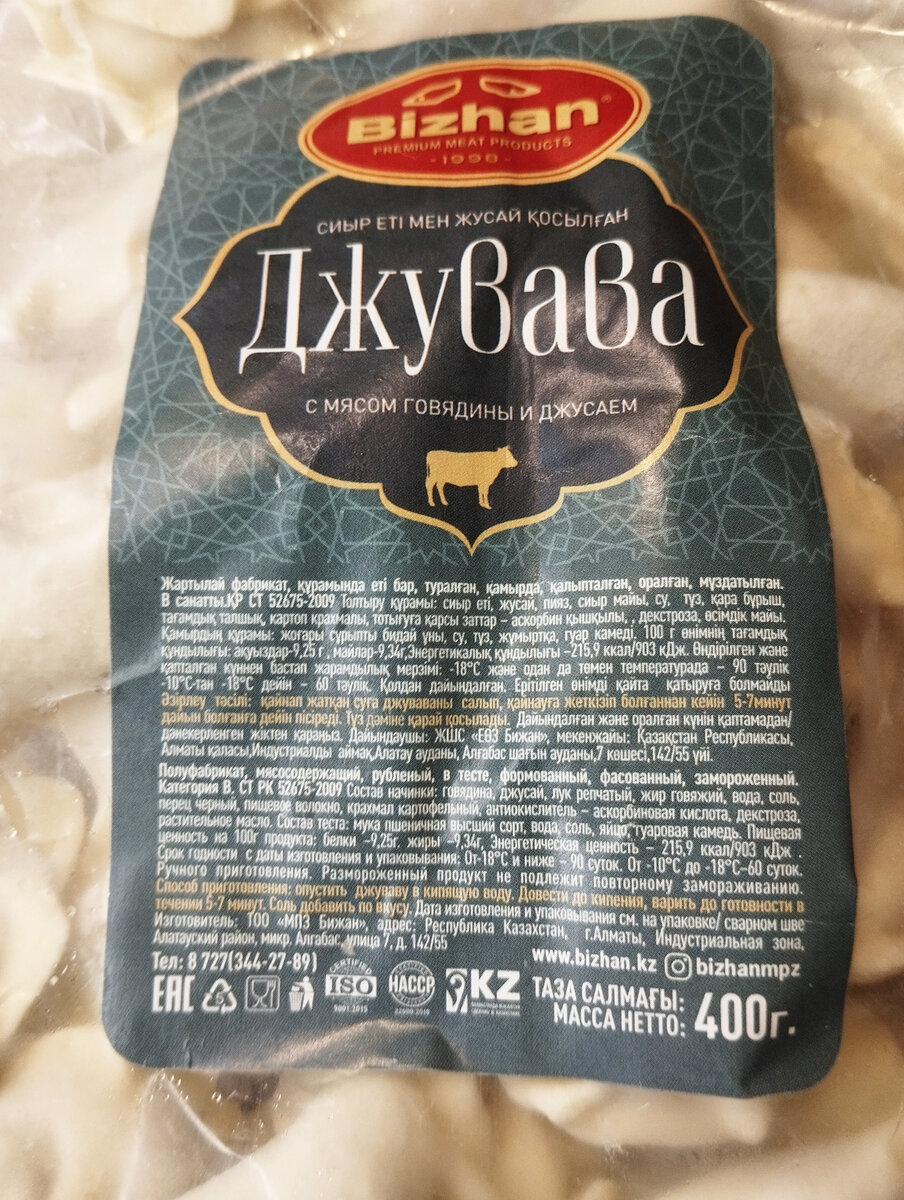 Bizhan®
PREMIUM MEAT PRODUCTS
-1998-
СИЫР ЕТІ МЕН ЖУСАЙ ҚОСЫЛҒАН
Джувава
С МЯСОМ ГОВЯДИНЫ И ДЖУСАЕМ
Жартылай фабрикат, құрамында еті бар, туралған, қамырда, қалыпталған, оралған, мұздатылған.
В санатты.ҚР СТ 52675-2009 Толтыру құрамы: сиыр еті, жусай, пияз, сиыр майы, су, тұз, қара бұрыш,
тағамдық талшық, картоп крахмалы, тотығуға қарсы заттар – аскорбин қышқылы, , декстроза, өсімдік майы.
Қамырдың құрамы: жоғары сұрыпты бидай ұны, су, тұз, жұмыртқа, гуар камеді. 100 г өнімнің тағамдық
құндылығы: ақуыздар-9,25 г, майлар-9,34г,Энергетикалық құндылығы –215,9 ккал/903 кДж. Өндірілген және
қапталған күннен бастап жарамдылық мерзімі: -18°С және одан да төмен температурада – 90 тәулік
-10°С-тан -18°С дейін - 60 тәулік. Қолдан дайындалған. Ерітілген өнімді қайта қатыруға болмайды
Әзірлеу тәсілі: қайнап жатқан суға джуваваны салып, қайнауға жеткізіп болғаннан кейін 5-7минут
дайын болғанға дейін пісіреді. Тұз дәміне қарай қосылады. Дайындалған және оралған күнін қаптамадан/
дәнекерленген жіктен қараңыз. Дайындаушы: ЖШС «ЕӨЗ Бижан», мекенжайы: Қазақстан Республикасы,
Алматы қаласы,Индустриалды аймақ,Алатау ауданы, Алғабас шағын ауданы,7 көшесі,142/55 үйі.
Полуфабрикат, мясосодержащий, рубленый, в тесте, формованный, фасованный, замороженный.
Категория В. СТ РК 52675-2009 Состав начинки: говядина, джусай, лук репчатый, жир говяжий, вода, соль,
перец черный, пищевое волокно, крахмал картофельный, антиокислитель – аскорбиновая кислота, декстроза,
растительное масло. Состав теста: мука пшеничная высший сорт, вода, соль, яйцо, гуаровая камедь. Пищевая
ценность на 100г продукта: белки –9,25г, жиры –9,34г, Энергетическая ценность – 215,9 ккал/903 кДж .
Срок годности с даты изготовления и упаковывания: От-18°С и ниже – 90 суток. От -10°С до -18°С–60 суток.
Ручного приготовления. Размороженный продукт не подлежит повторному замораживанию.
Способ приготовления: опустить джуваву в кипящую воду. Довести до кипения, варить до готовности в
течении 5-7 минут. Соль добавить по вкусу. Дата изготовления и упаковывания см. на упаковке/ сварном шве
Изготовитель: ТОО «МПЗ Бижан», адрес: Республика Казахстан, г.Алматы, Индустриальная зона,
Алатауский район, микр. Алгабас, улица 7, д. 142/55
Тел: 8 727(344-27-89)
www.bizhan.kz bizhanmpz
EAC 5 CERTIFIED ISO 9001:2015 HACCP 22000:2018 KZ
ТАЗА САЛМАҒЫ:
МАССА НЕТТО: 400г.